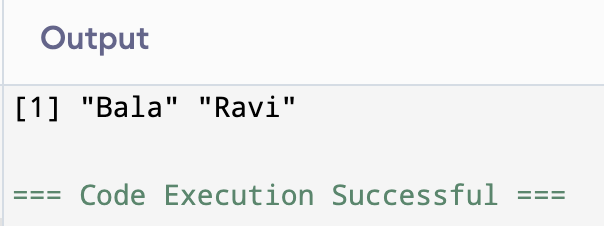 Output
[1] "Bala" "Ravi"
=== Code Execution Successful ===